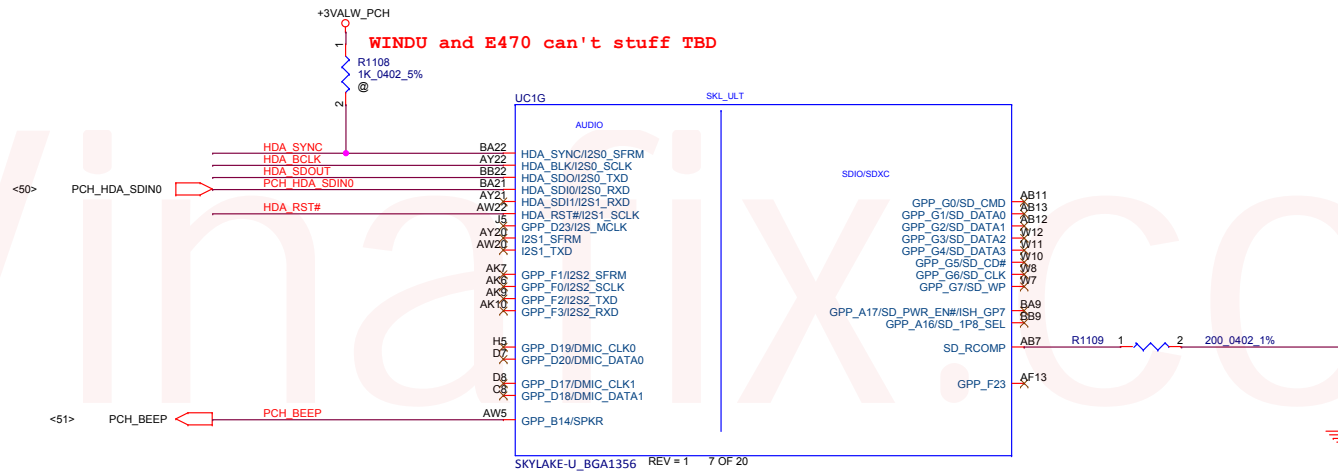 +3VALW_PCH
WINDU and E470 can't stuff TBD
1
R1108
1K_0402_5%
@
2
UC1G
SKL_ULT
AUDIO
SDIO/SDXC
HDA_SYNC BA22 HDA_SYNC/I2S0_SFRM
HDA_BCLK AY22 HDA_BLK/I2S0_SCLK
HDA_SDOUT BB22 HDA_SDO/I2S0_TXD
<50> PCH_HDA_SDIN0 PCH_HDA_SDIN0 BA21 HDA_SDI0/I2S0_RXD
AY21 HDA_SDI1/I2S1_RXD
HDA_RST# AW22 HDA_RST#/I2S1_SCLK
J5 GPP_D23/I2S_MCLK
AY20 I2S1_SFRM
AW20 I2S1_TXD
AK7 GPP_F1/I2S2_SFRM
AK6 GPP_F0/I2S2_SCLK
AK9 GPP_F2/I2S2_TXD
AK10 GPP_F3/I2S2_RXD
H5 GPP_D19/DMIC_CLK0
D7 GPP_D20/DMIC_DATA0
D8 GPP_D17/DMIC_CLK1
C8 GPP_D18/DMIC_DATA1
<51> PCH_BEEP PCH_BEEP AW5 GPP_B14/SPKR
GPP_G0/SD_CMD AB11
GPP_G1/SD_DATA0 AB13
GPP_G2/SD_DATA1 AB12
GPP_G3/SD_DATA2 W12
GPP_G4/SD_DATA3 W11
GPP_G5/SD_CD# W10
GPP_G6/SD_CLK W8
GPP_G7/SD_WP W7
GPP_A17/SD_PWR_EN#/ISH_GP7 BA9
GPP_A16/SD_1P8_SEL BB9
SD_RCOMP AB7 R1109 1 2 200_0402_1%
GPP_F23 AF13
SKYLAKE-U_BGA1356 REV = 1 7 OF 20
Vinafix.co